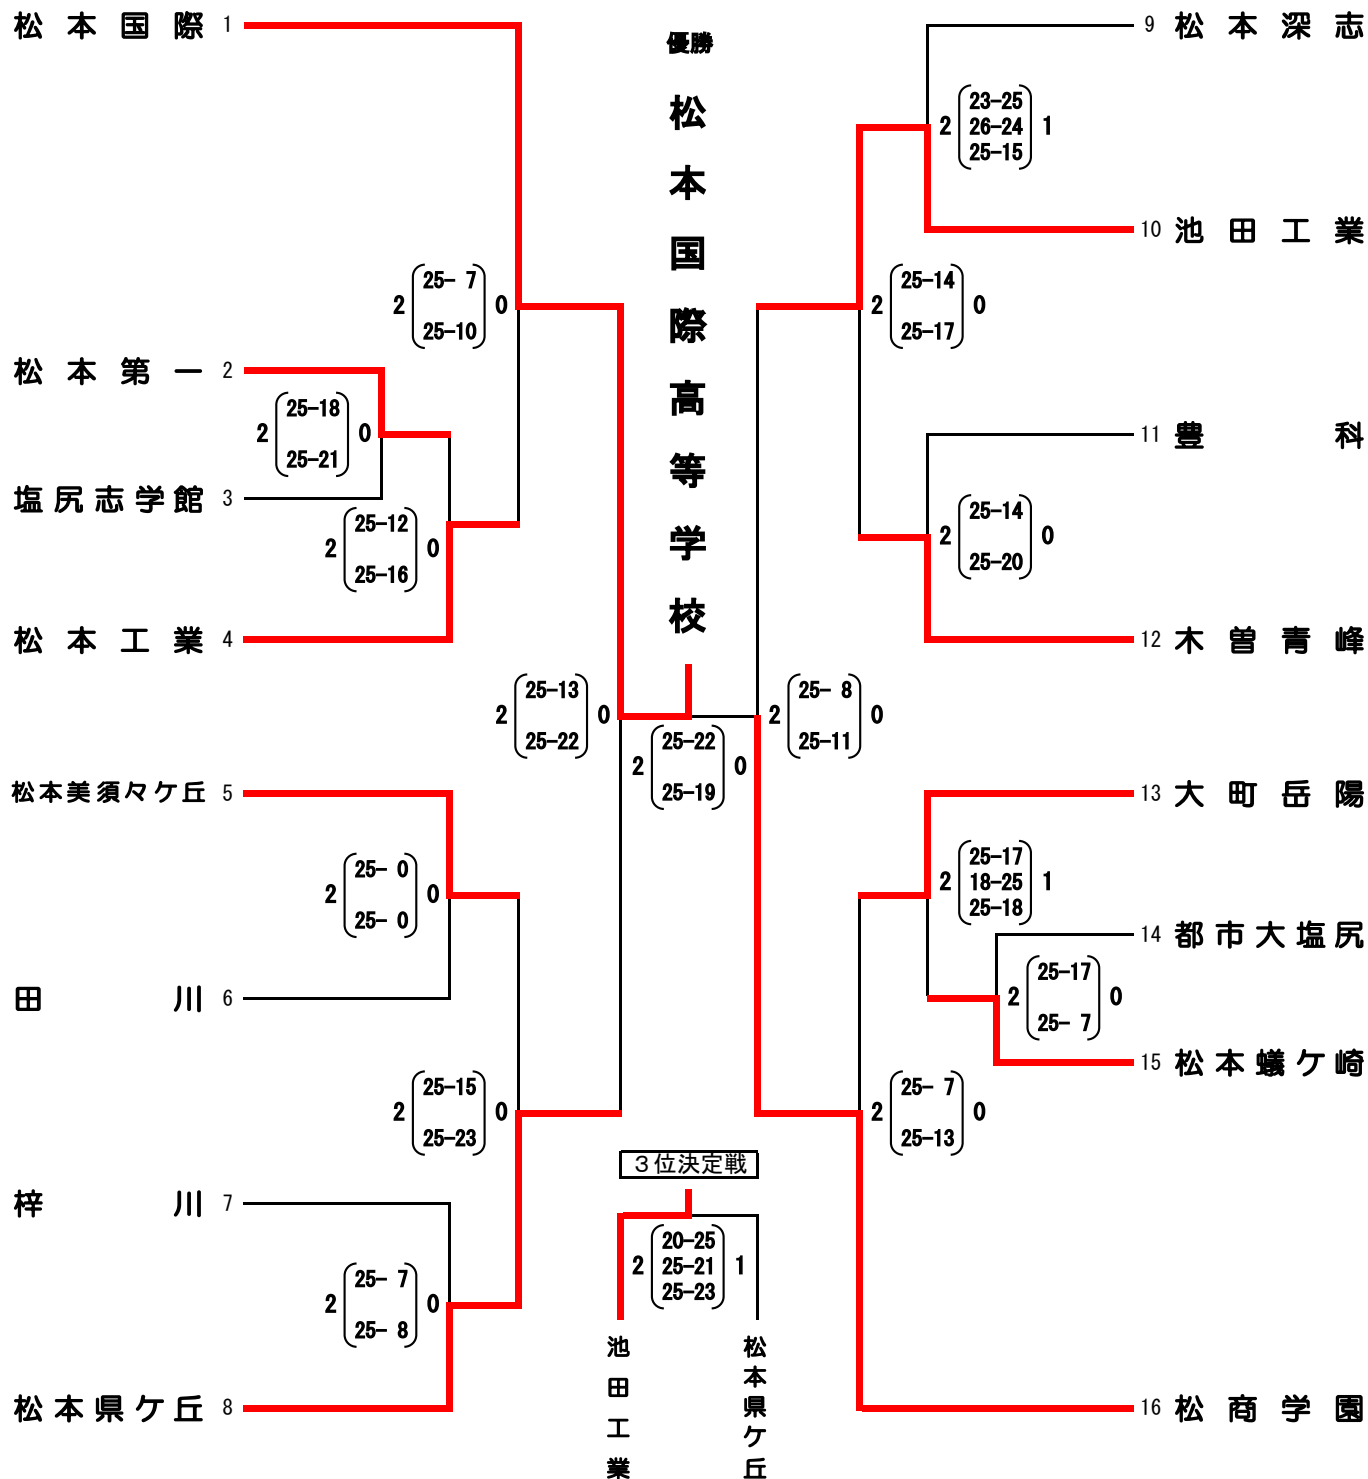 優勝
松本国際高等学校
松本国際 1
2 25- 7 0
25-10
松本第一 2
2 25-18 0
25-21
塩尻志学館 3
2 25-12 0
25-16
松本工業 4
2 25-13 0
25-22
松本美須々ケ丘 5
2 25- 0 0
25- 0
田川 6
2 25-15 0
25-23
梓川 7
2 25- 7 0
25- 8
松本県ケ丘 8
2 25-22 0
25-19
9 松本深志
23-25
2 26-24 1
25-15
10 池田工業
2 25-14 0
25-17
11 豊科
2 25-14 0
25-20
12 木曽青峰
2 25- 8 0
25-11
13 大町岳陽
25-17
2 18-25 1
25-18
14 都市大塩尻
2 25-17 0
25- 7
15 松本蟻ケ崎
2 25- 7 0
25-13
16 松商学園
３位決定戦
20-25
2 25-21 1
25-23
池田工業
松本県ケ丘